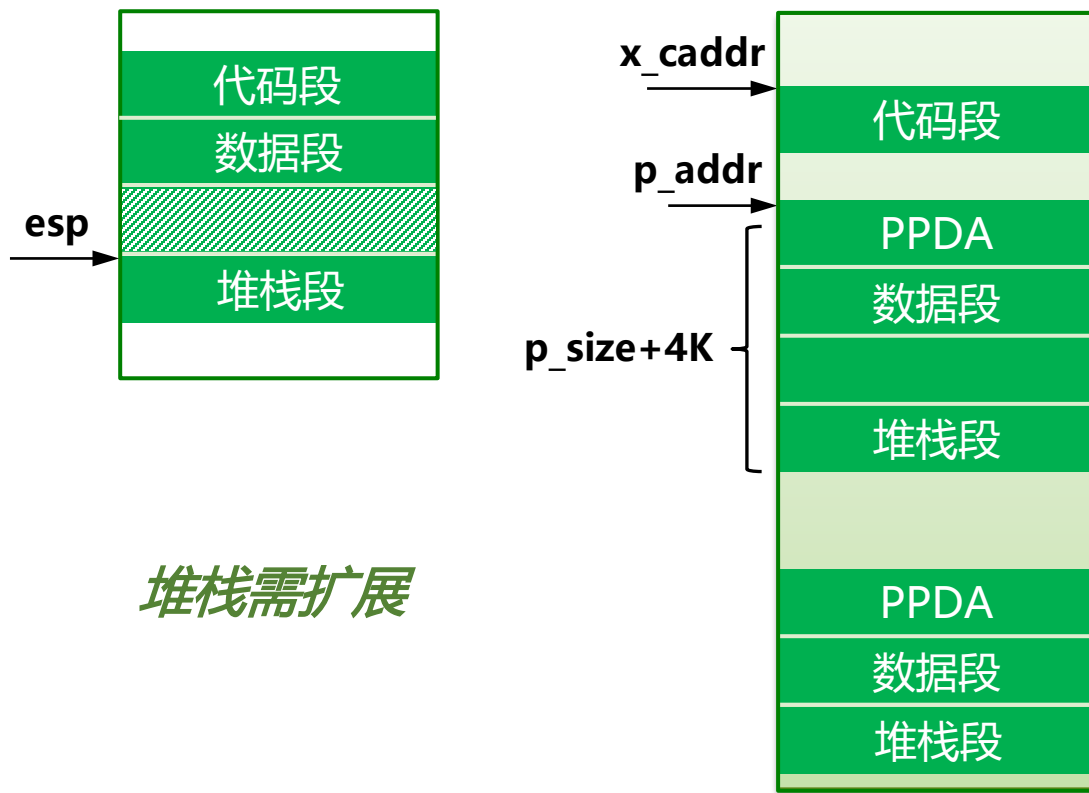 代码段
数据段
esp
堆栈段
堆栈需扩展
x_caddr
代码段
p_addr
PPDA
数据段
p_size+4K
堆栈段
PPDA
数据段
堆栈段